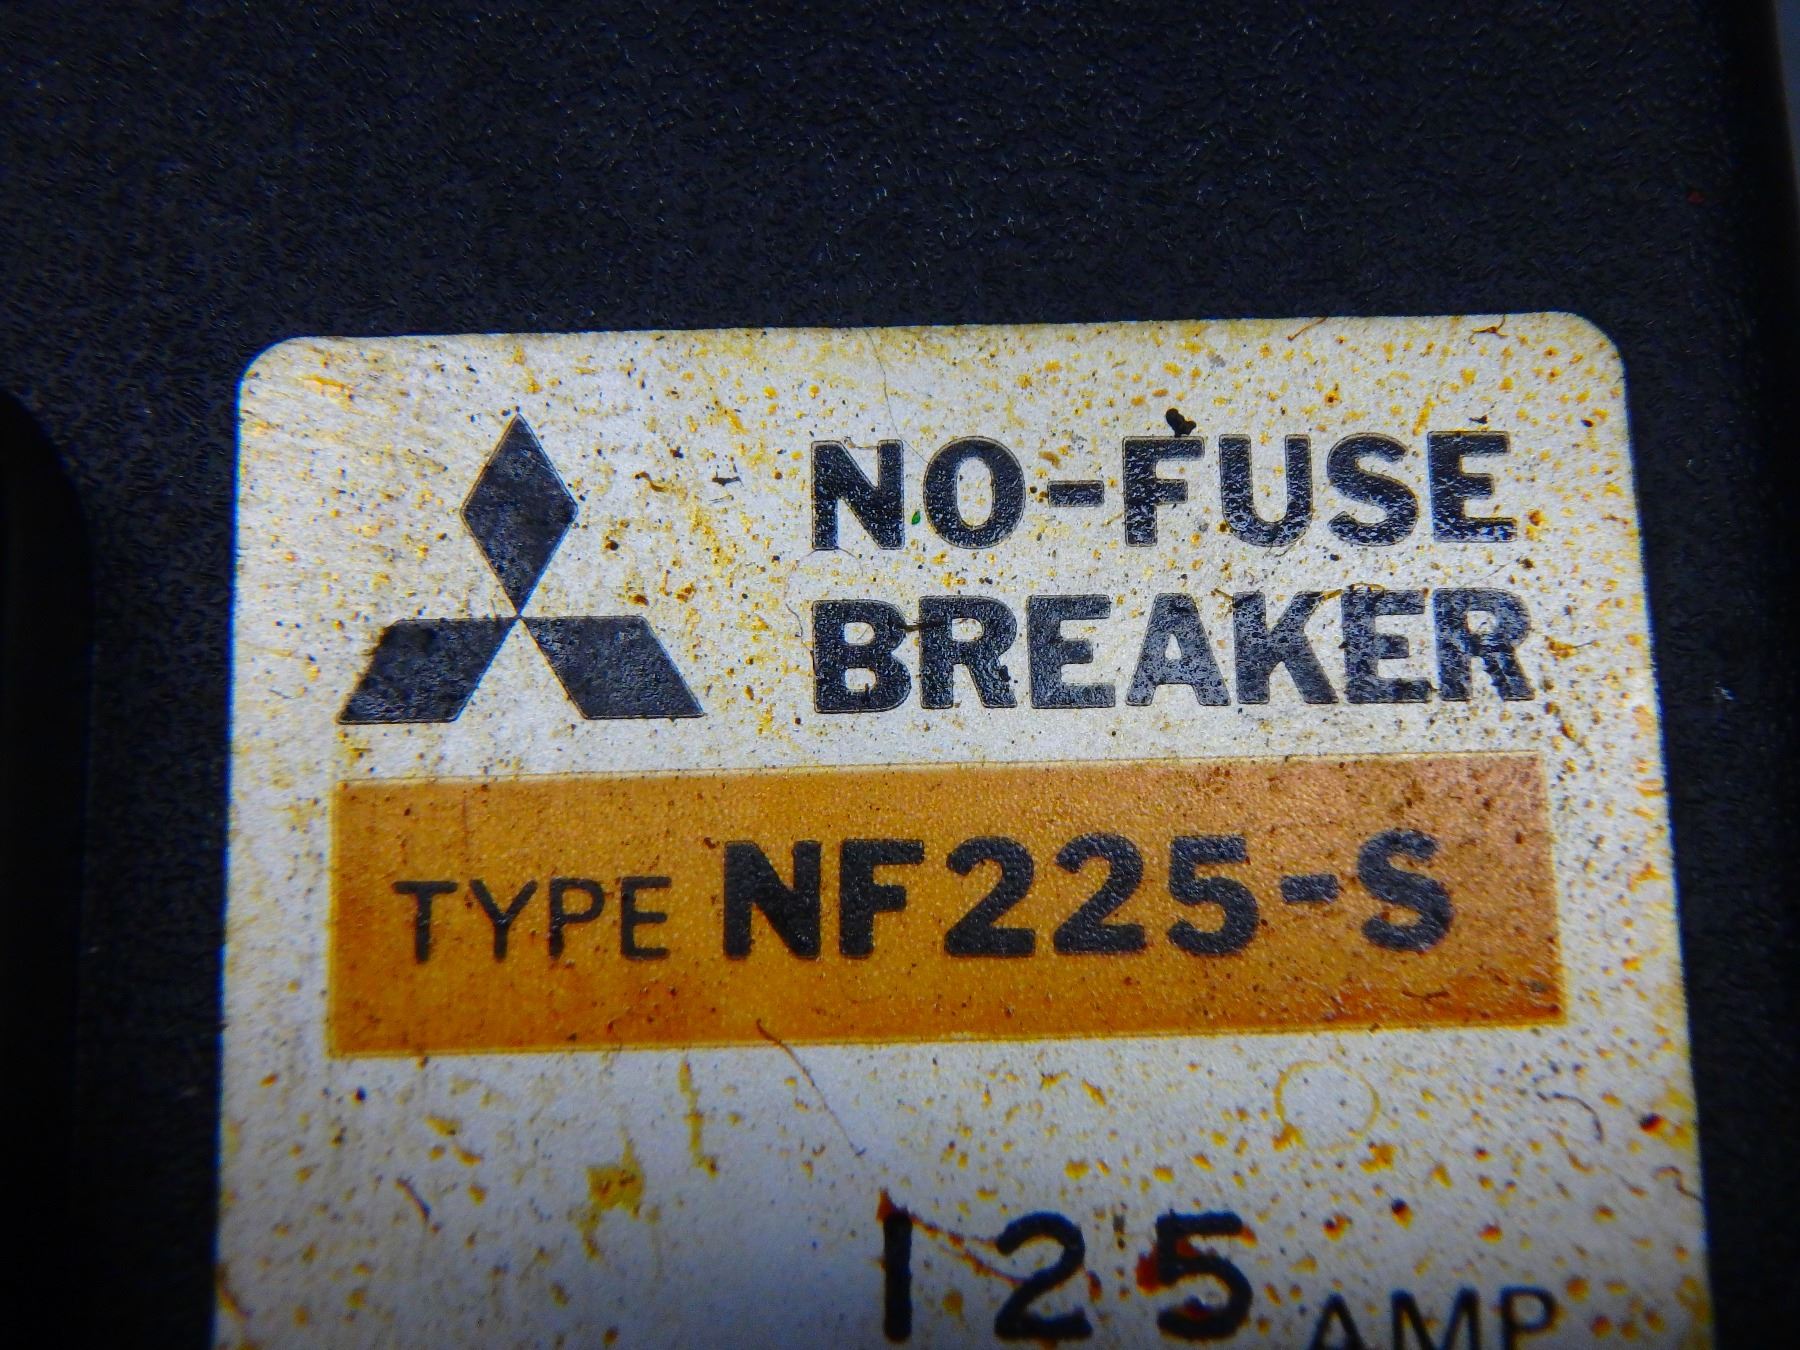 NO-FUSE
BREAKER
TYPE NF225-S
125 AMP